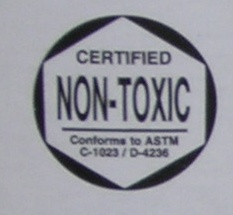 CERTIFIED
NON-TOXIC
Conforms to ASTM
C-1023 / D-4236